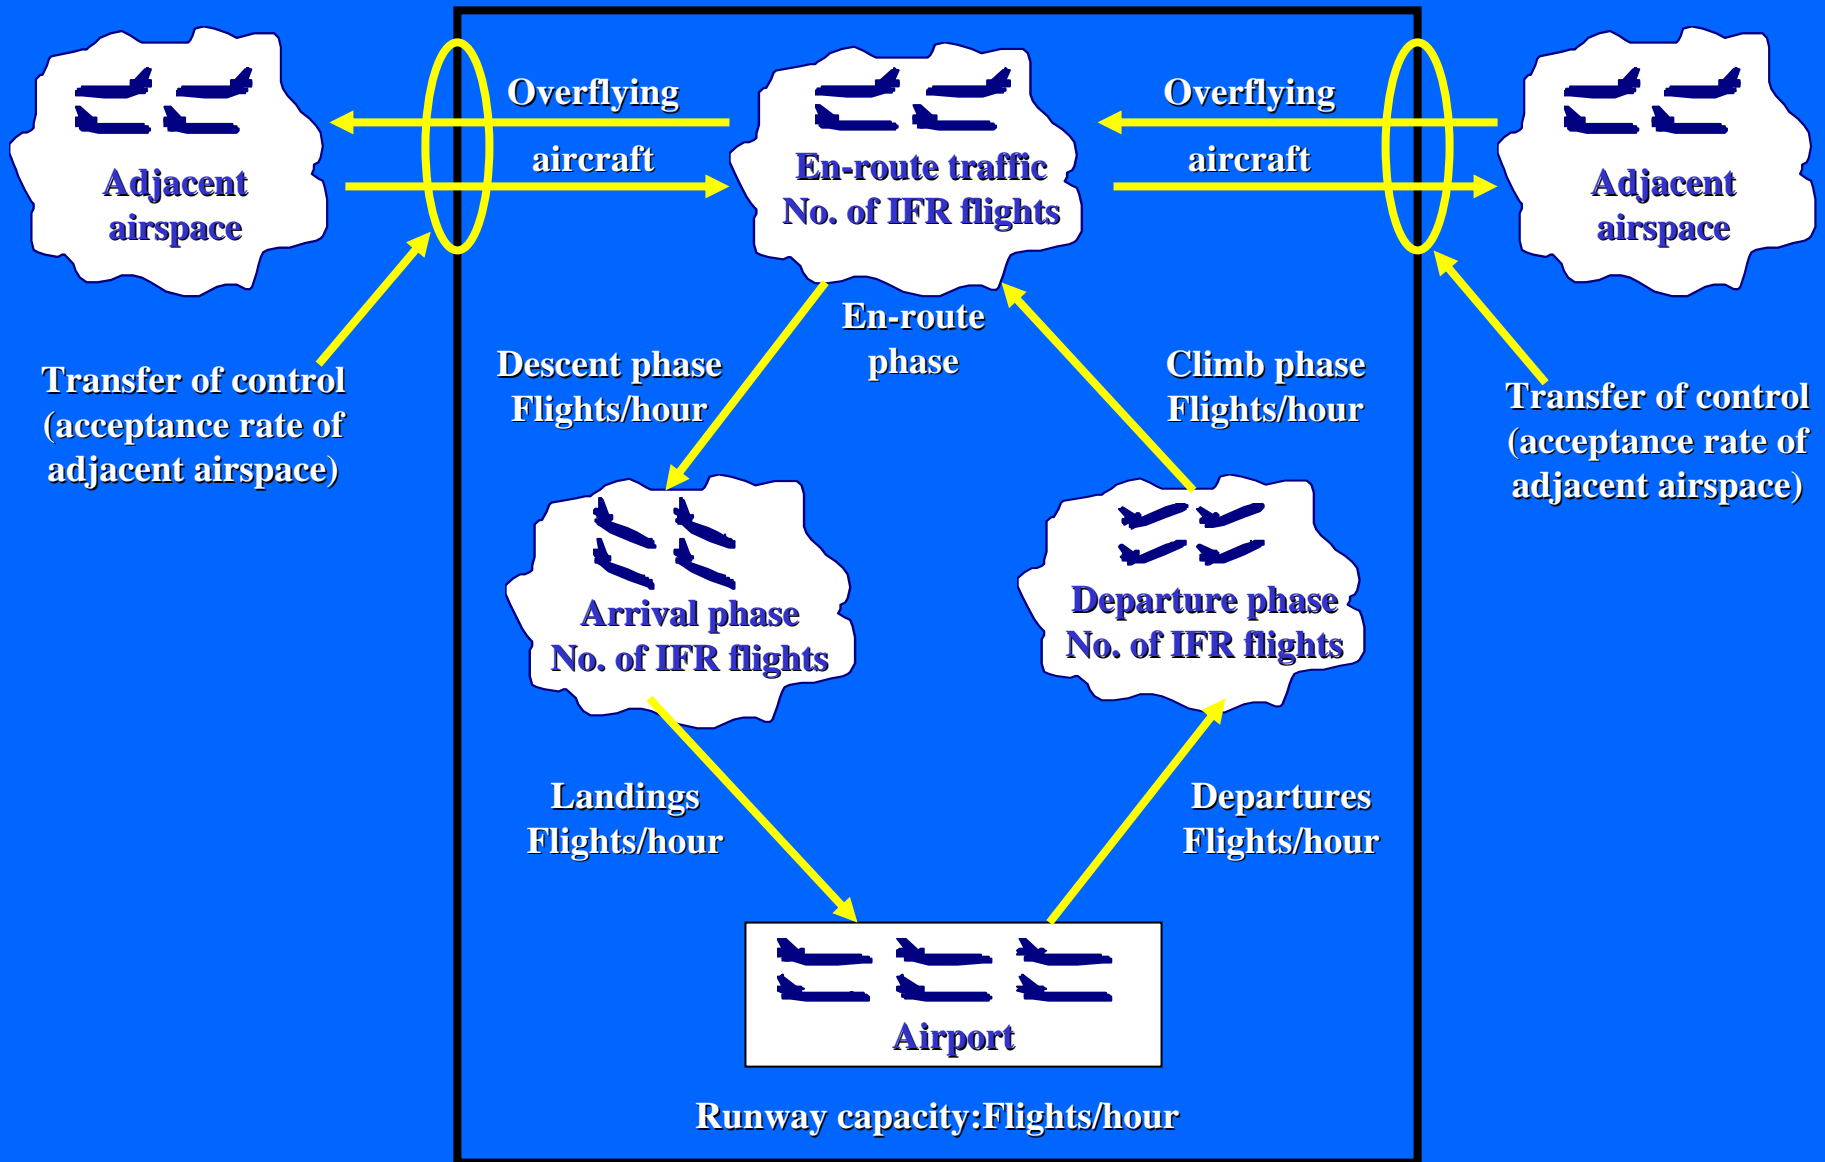 Overflying
aircraft
Overflying
aircraft
Adjacent
airspace
En-route traffic
No. of IFR flights
Adjacent
airspace
En-route
phase
Descent phase
Flights/hour
Climb phase
Flights/hour
Transfer of control
(acceptance rate of
adjacent airspace)
Transfer of control
(acceptance rate of
adjacent airspace)
Arrival phase
No. of IFR flights
Departure phase
No. of IFR flights
Landings
Flights/hour
Departures
Flights/hour
Airport
Runway capacity:Flights/hour